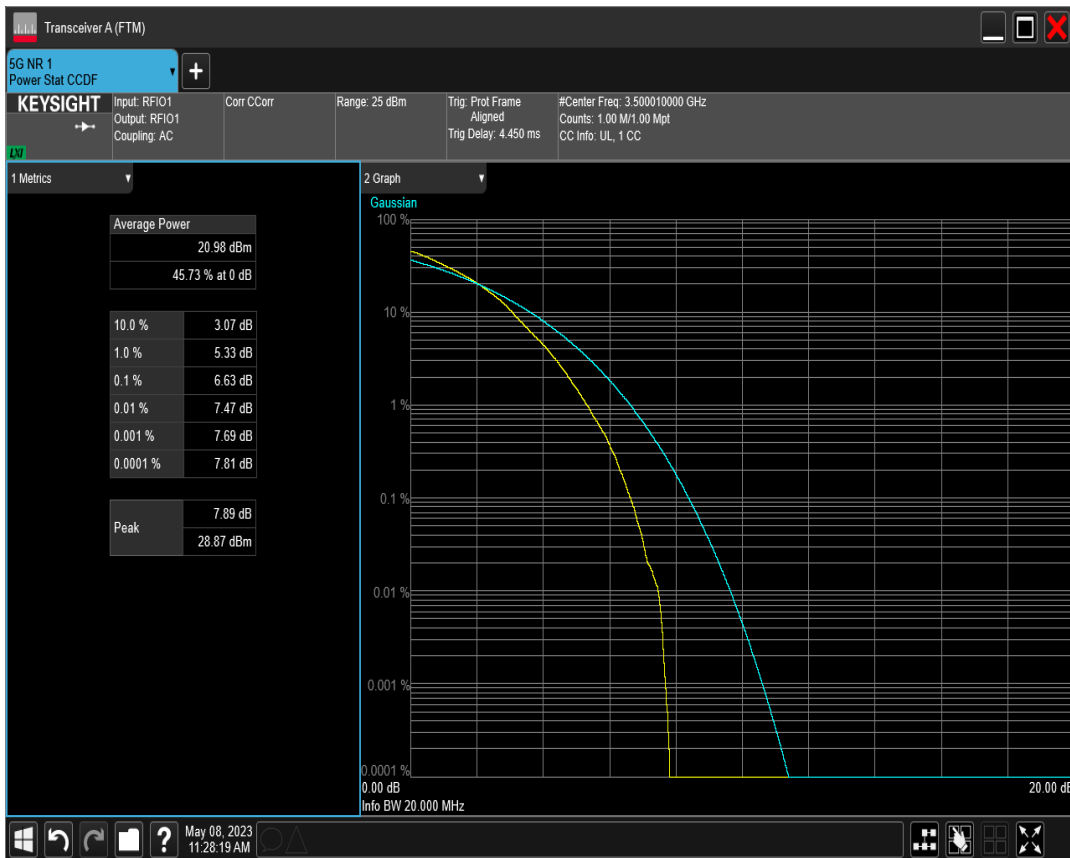 Transceiver A (FTM)
5G NR 1
Power Stat CCDF
KEYSIGHT
LXI
Input: RFIO1
Output: RFIO1
Coupling: AC
Corr CCorr
Range: 25 dBm
Trig: Prot Frame
Aligned
Trig Delay: 4.450 ms
#Center Freq: 3.500010000 GHz
Counts: 1.00 M/1.00 Mpt
CC Info: UL, 1 CC
1 Metrics
Average Power
20.98 dBm
45.73 % at 0 dB
10.0 % 3.07 dB
1.0 % 5.33 dB
0.1 % 6.63 dB
0.01 % 7.47 dB
0.001 % 7.69 dB
0.0001 % 7.81 dB
Peak
7.89 dB
28.87 dBm
2 Graph
Gaussian
100 %
10 %
1 %
0.1 %
0.01 %
0.001 %
0.0001 %
0.00 dB
20.00 dB
Info BW 20.000 MHz
?
May 08, 2023
11:28:19 AM